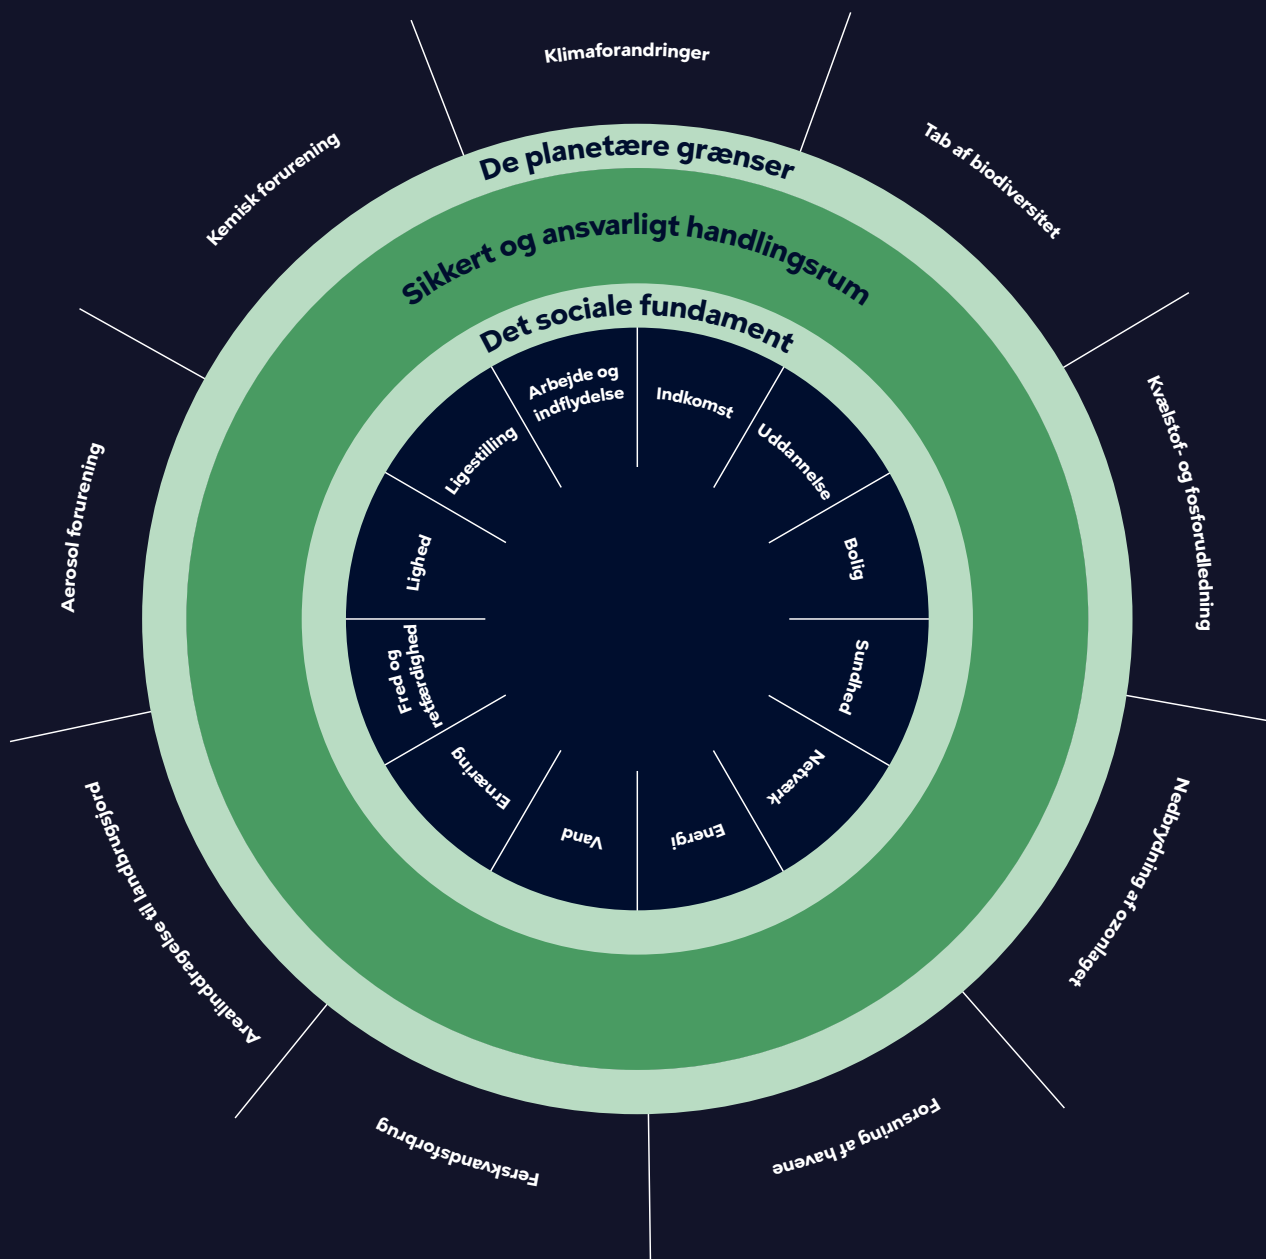 Klimaforandringer
Tab af biodiversitet
Kvælstof- og fosforudledning
Nedbrydning af ozonlaget
Forsuring af havene
Ferskvandsforbrug
Arealinddragelse til landbrugsjord
Aerosol forurening
Kemisk forurening
De planetære grænser
Sikkert og ansvarligt handlingsrum
Det sociale fundament
Indkomst
Uddannelse
Bolig
Sundhed
Netværk
Energi
Vand
Ernæring
Fred og
retfærdighed
Lighed
Ligestilling
Arbejde og
indflydelse